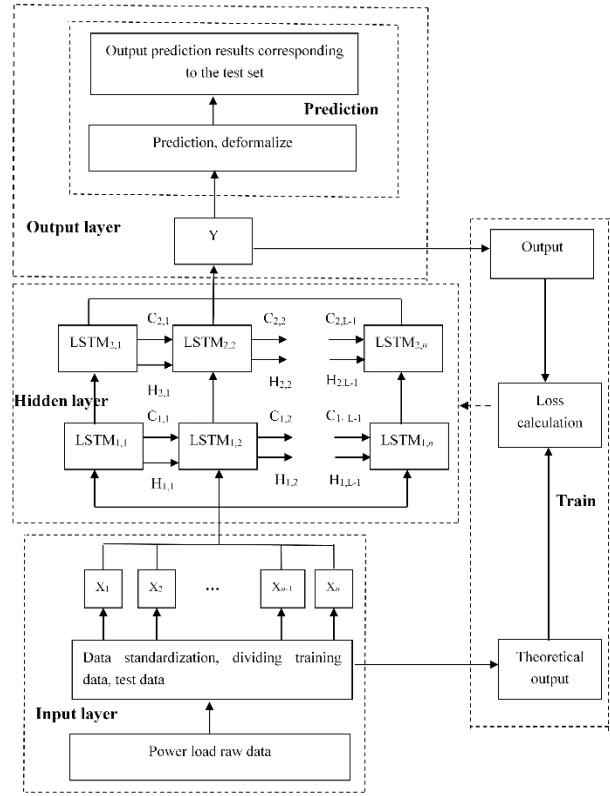 Output prediction results corresponding
to the test set
Prediction
Prediction, deformalize
Output layer
Y
Output
C2,1
C2,2
C2,L-1
LSTM2,1
LSTM2,2
LSTM2,n
H2,1
H2,2
H2,L-1
Hidden layer
Loss
calculation
C1,1
C1,2
C1- L-1
LSTM1,1
LSTM1,2
LSTM1,n
H1,1
H1,2
H1,L-1
Train
X1
X2
...
Xn-1
Xn
Data standardization, dividing training
data, test data
Theoretical
output
Input layer
Power load raw data